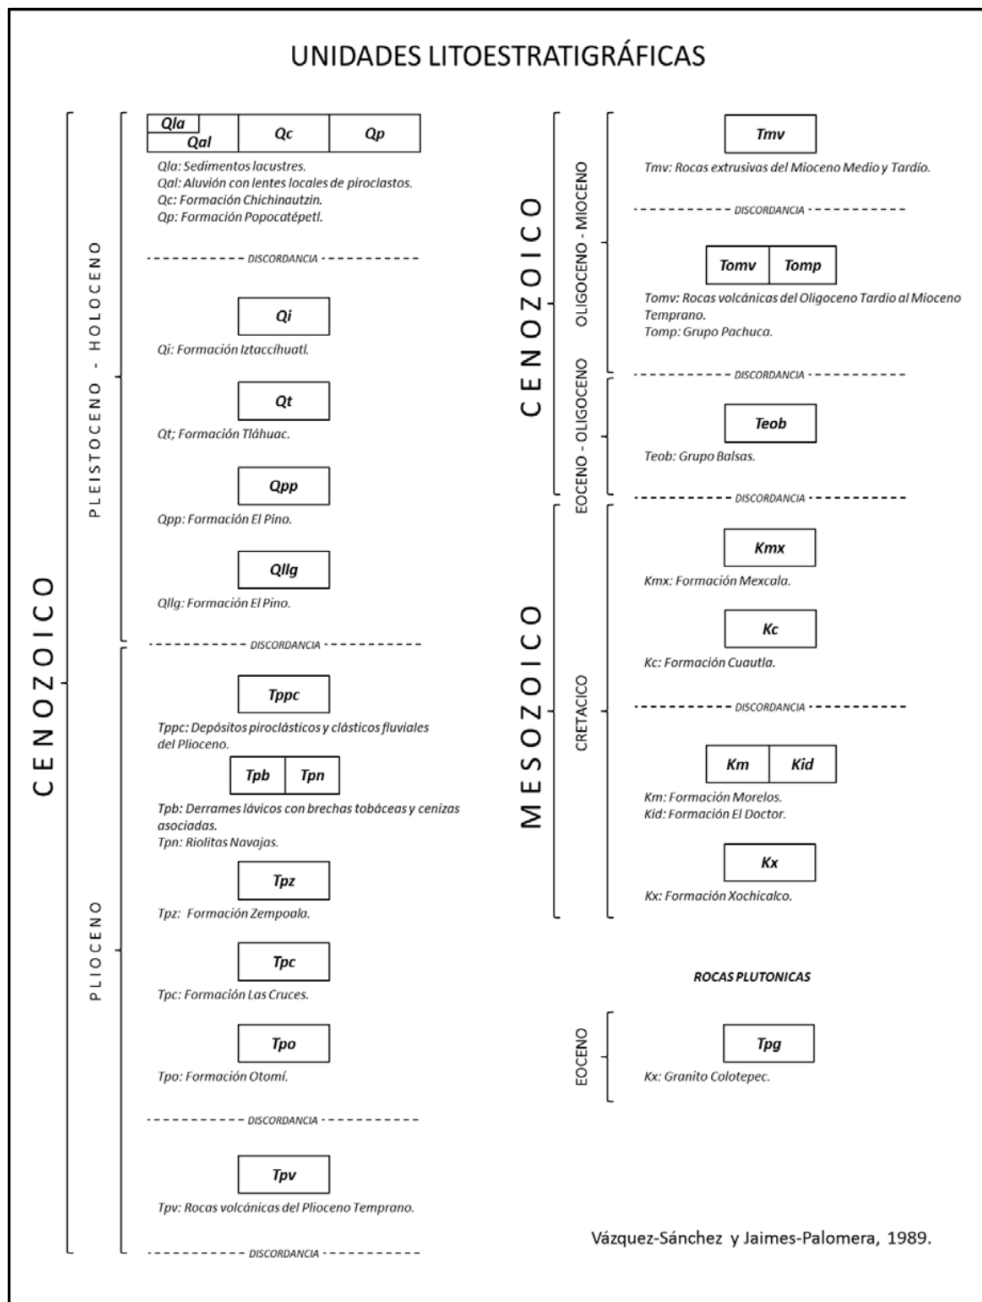 UNIDADES LITOESTRATIGRÁFICAS
CENOZOICO
PLEISTOCENO - HOLOCENO
Qla
Qal
Qc
Qp
Qla: Sedimentos lacustres.
Qal: Aluvión con lentes locales de piroclastos.
Qc: Formación Chichinautzin.
Qp: Formación Popocatépetl.
DISCORDANCIA
Qi
Qi: Formación Iztaccíhuatl.
Qt
Qt; Formación Tláhuac.
Qpp
Qpp: Formación El Pino.
Qllg
Qllg: Formación El Pino.
DISCORDANCIA
PLIOCENO
Tppc
Tppc: Depósitos piroclásticos y clásticos fluviales
del Plioceno.
Tpb
Tpn
Tpb: Derrames lávicos con brechas tobáceas y cenizas
asociadas.
Tpn: Riolitas Navajas.
Tpz
Tpz: Formación Zempoala.
Tpc
Tpc: Formación Las Cruces.
Tpo
Tpo: Formación Otomí.
DISCORDANCIA
Tpv
Tpv: Rocas volcánicas del Plioceno Temprano.
DISCORDANCIA
CENOZOICO
OLIGOCENO - MIOCENO
Tmv
Tmv: Rocas extrusivas del Mioceno Medio y Tardío.
DISCORDANCIA
Tomv
Tomp
Tomv: Rocas volcánicas del Oligoceno Tardio al Mioceno
Temprano.
Tomp: Grupo Pachuca.
DISCORDANCIA
EOCENO - OLIGOCENO
Teob
Teob: Grupo Balsas.
DISCORDANCIA
MESOZOICO
CRETACICO
Kmx
Kmx: Formación Mexcala.
Kc
Kc: Formación Cuautla.
DISCORDANCIA
Km
Kid
Km: Formación Morelos.
Kid: Formación El Doctor.
Kx
Kx: Formación Xochicalco.
ROCAS PLUTONICAS
EOCENO
Tpg
Kx: Granito Colotepec.
Vázquez-Sánchez y Jaimes-Palomera, 1989.